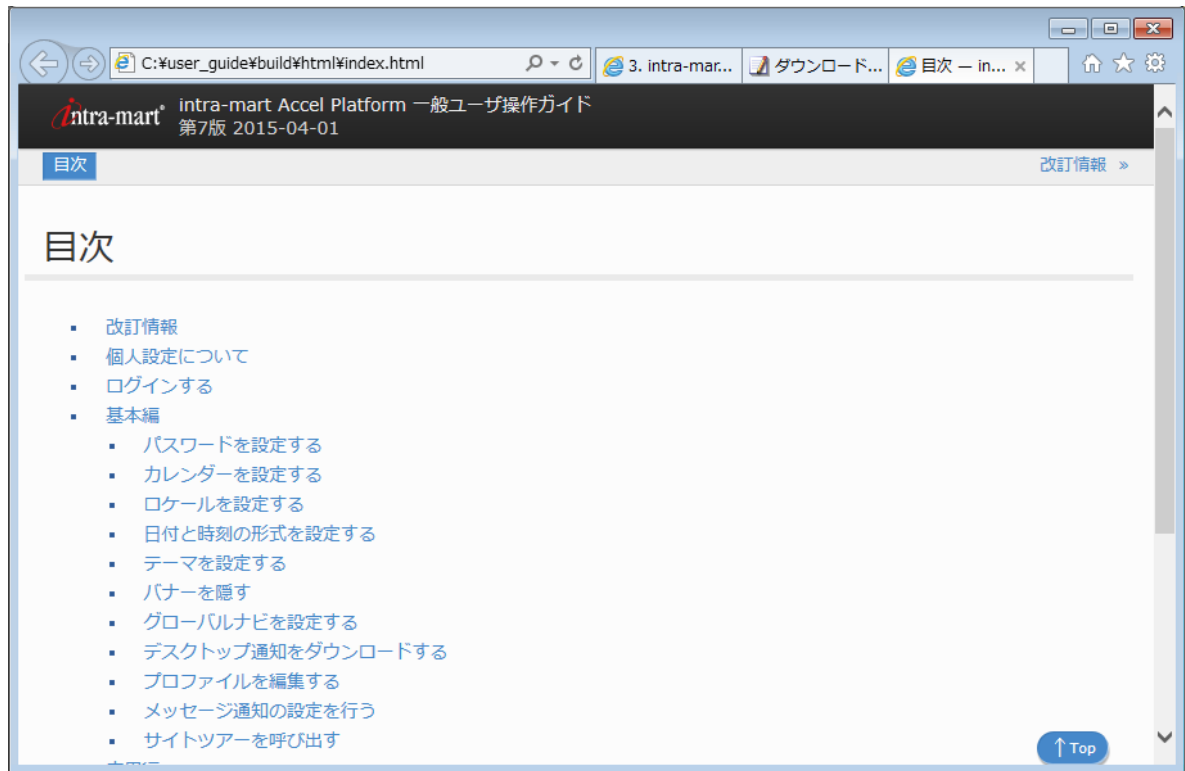 C:¥user_guide¥build¥html¥index.html
3. intra-mar...
ダウンロード...
目次 — in...
intra-mart
intra-mart Accel Platform 一般ユーザ操作ガイド
第7版 2015-04-01
目次
改訂情報 »
目次
改訂情報
個人設定について
ログインする
基本編
パスワードを設定する
カレンダーを設定する
ロケールを設定する
日付と時刻の形式を設定する
テーマを設定する
バナーを隠す
グローバルナビを設定する
デスクトップ通知をダウンロードする
プロファイルを編集する
メッセージ通知の設定を行う
サイトツアーを呼び出す
↑ Top